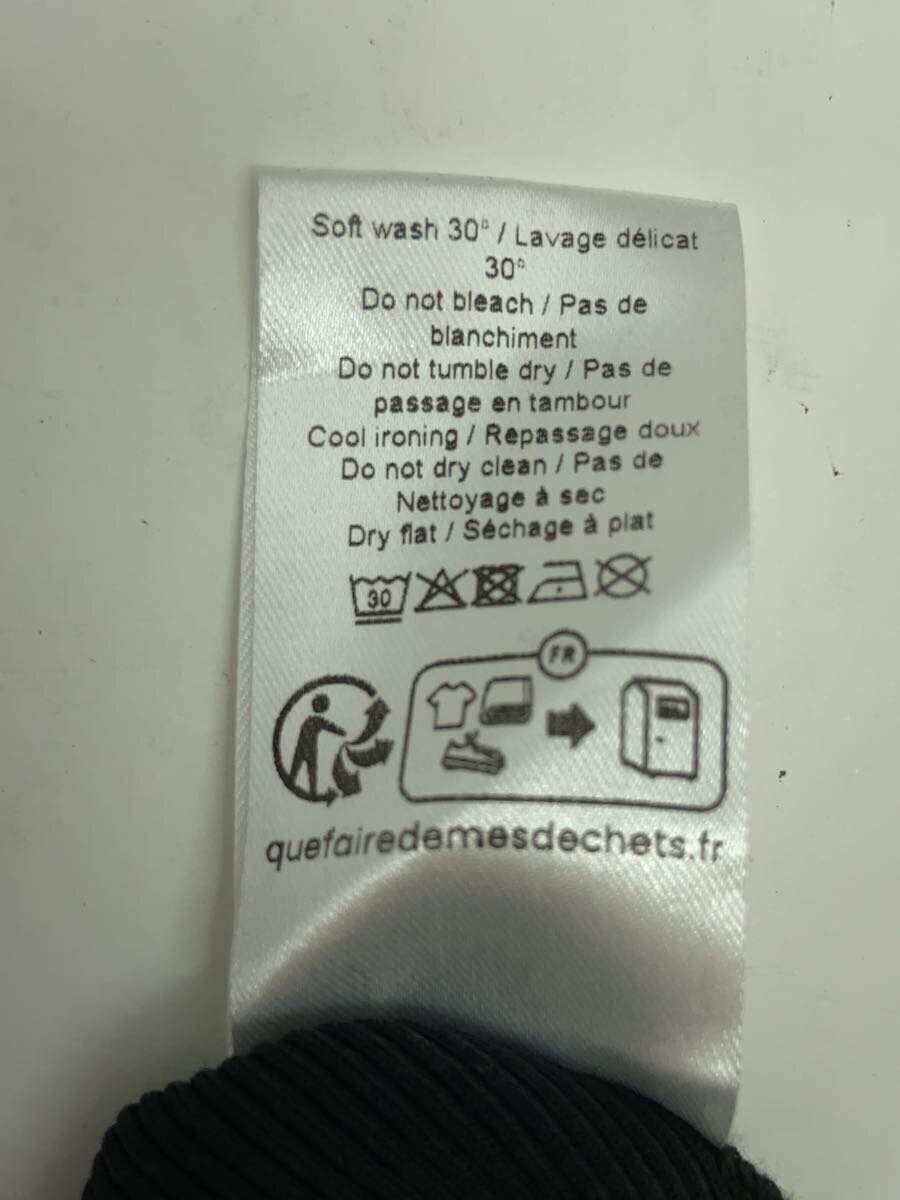 Soft wash 30° / Lavage délicat
30°
Do not bleach / Pas de
blanchiment
Do not tumble dry / Pas de
passage en tambour
Cool ironing / Repassage doux
Do not dry clean / Pas de
Nettoyage à sec
Dry flat / Séchage à plat
30
FR
quefairedemesdechets.fr